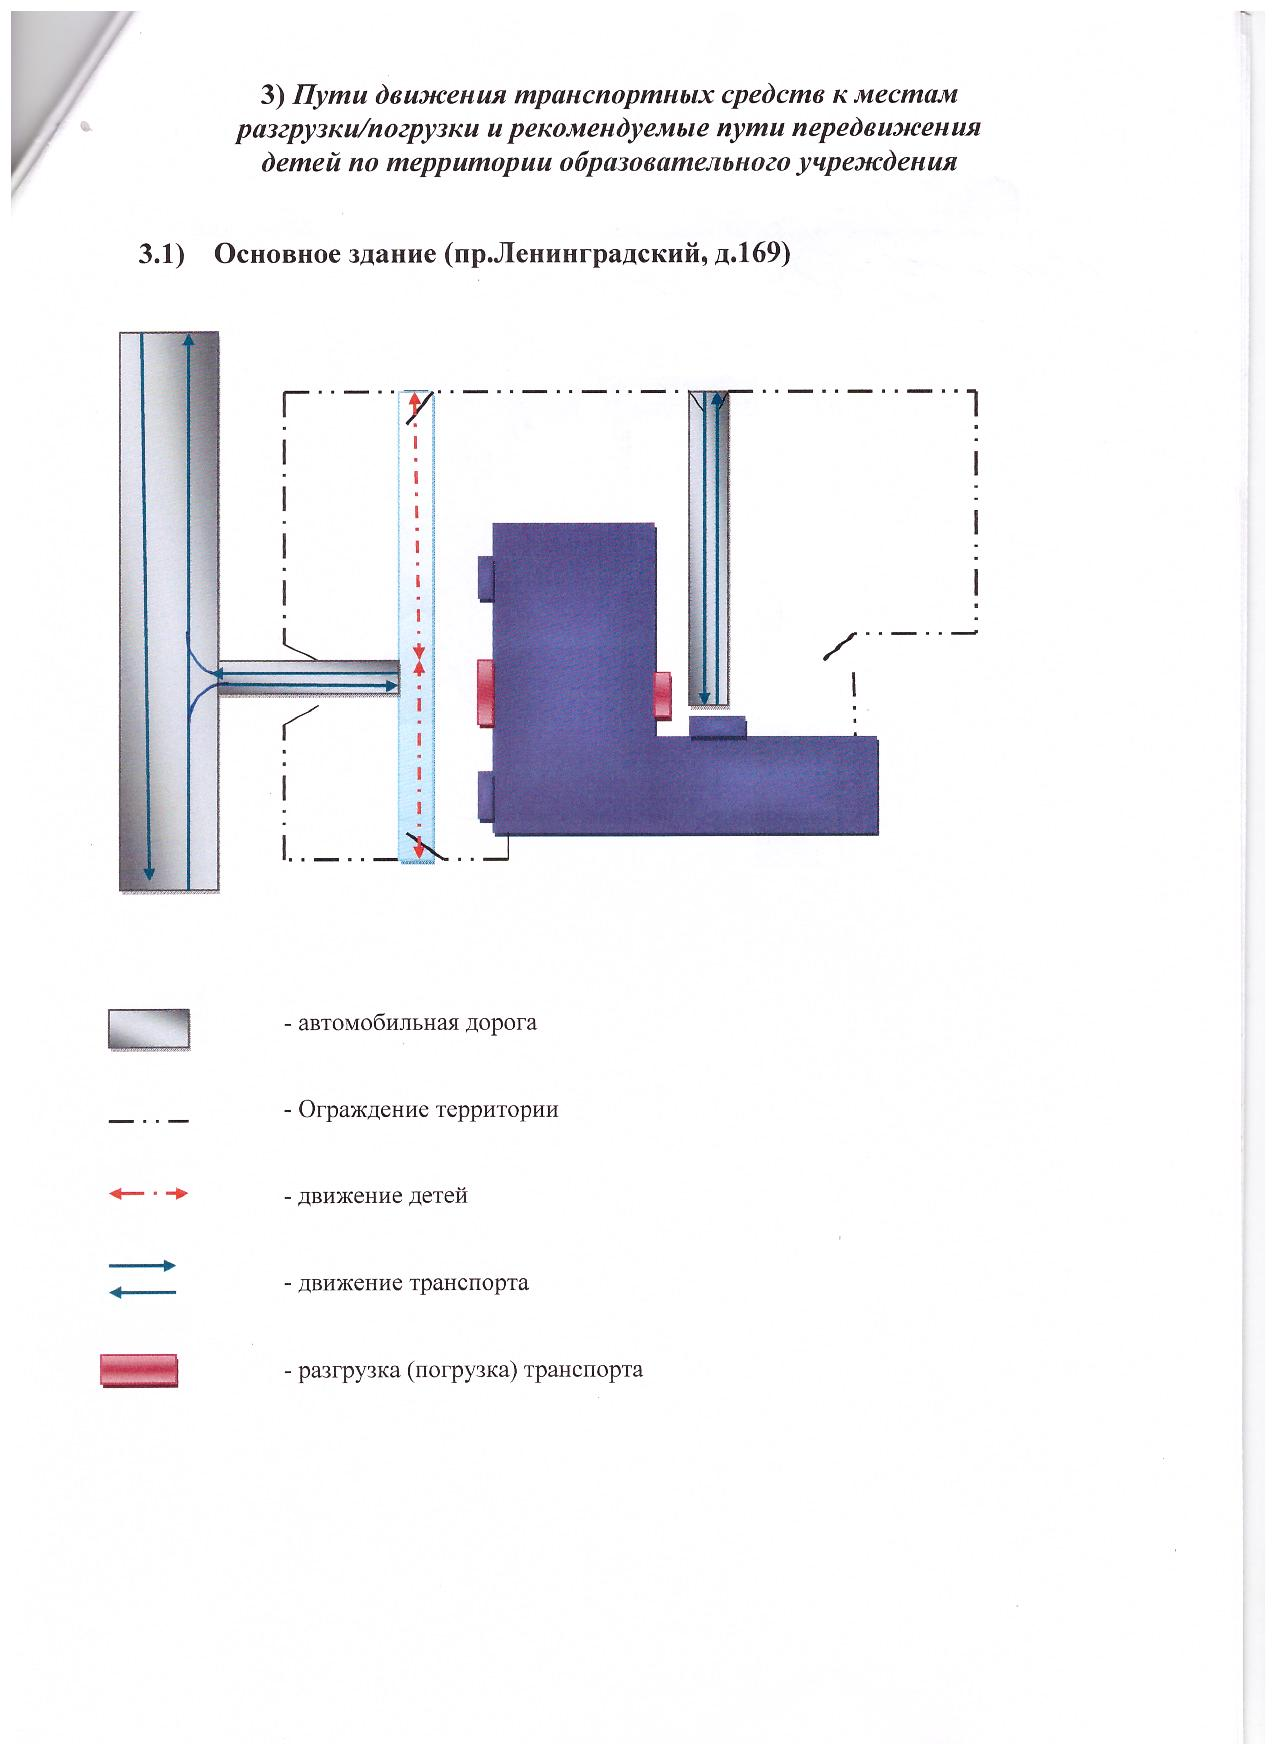 3) Пути движения транспортных средств к местам
разгрузки/погрузки и рекомендуемые пути передвижения
детей по территории образовательного учреждения
3.1) Основное здание (пр.Ленинградский, д.169)
- автомобильная дорога
- Ограждение территории
- движение детей
- движение транспорта
- разгрузка (погрузка) транспорта